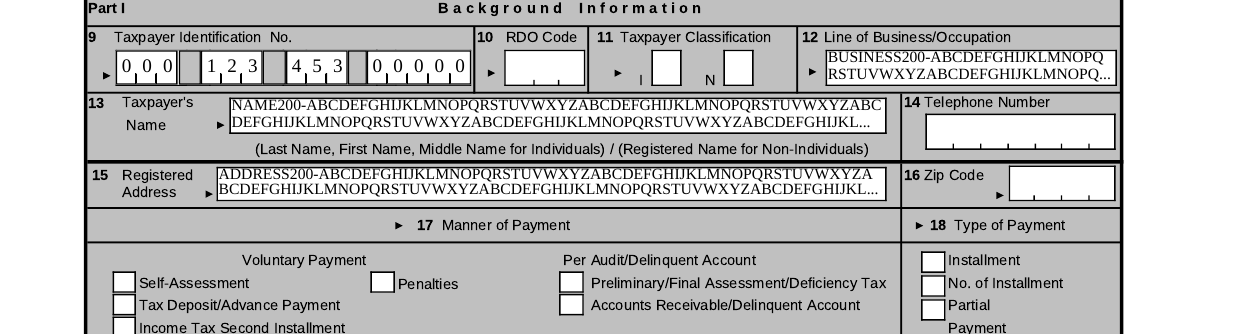 Part I Background Information
9 Taxpayer Identification No. 10 RDO Code 11 Taxpayer Classification 12 Line of Business/Occupation
000 123 453 00000 I N BUSINESS200-ABCDEFGHIJKLMNOPQ
RSTUVWXYZABCDEFGHIJKLMNOPQ...
13 Taxpayer's NAME200-ABCDEFGHIJKLMNOPQRSTUVWXYZABCDEFGHIJKLMNOPQRSTUVWXYZABC 14 Telephone Number
Name DEFGHIJKLMNOPQRSTUVWXYZABCDEFGHIJKLMNOPQRSTUVWXYZABCDEFGHIJKL...
(Last Name, First Name, Middle Name for Individuals) / (Registered Name for Non-Individuals)
15 Registered ADDRESS200-ABCDEFGHIJKLMNOPQRSTUVWXYZABCDEFGHIJKLMNOPQRSTUVWXYZA 16 Zip Code
Address BCDEFGHIJKLMNOPQRSTUVWXYZABCDEFGHIJKLMNOPQRSTUVWXYZABCDEFGHIJKL...
17 Manner of Payment 18 Type of Payment
Voluntary Payment Per Audit/Delinquent Account Installment
Self-Assessment Penalties Preliminary/Final Assessment/Deficiency Tax No. of Installment
Tax Deposit/Advance Payment Accounts Receivable/Delinquent Account Partial
Income Tax Second Installment Payment